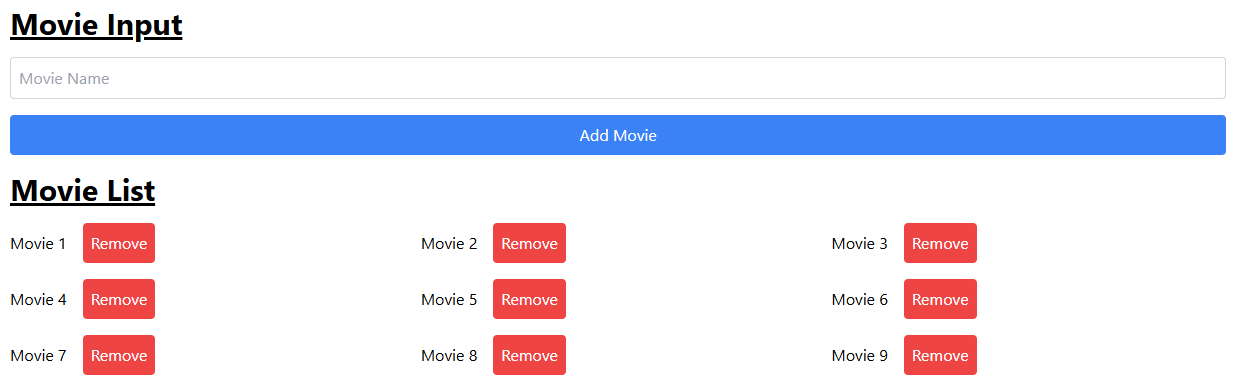 Movie Input
Movie Name
Add Movie
Movie List
Movie 1 Remove Movie 2 Remove Movie 3 Remove
Movie 4 Remove Movie 5 Remove Movie 6 Remove
Movie 7 Remove Movie 8 Remove Movie 9 Remove